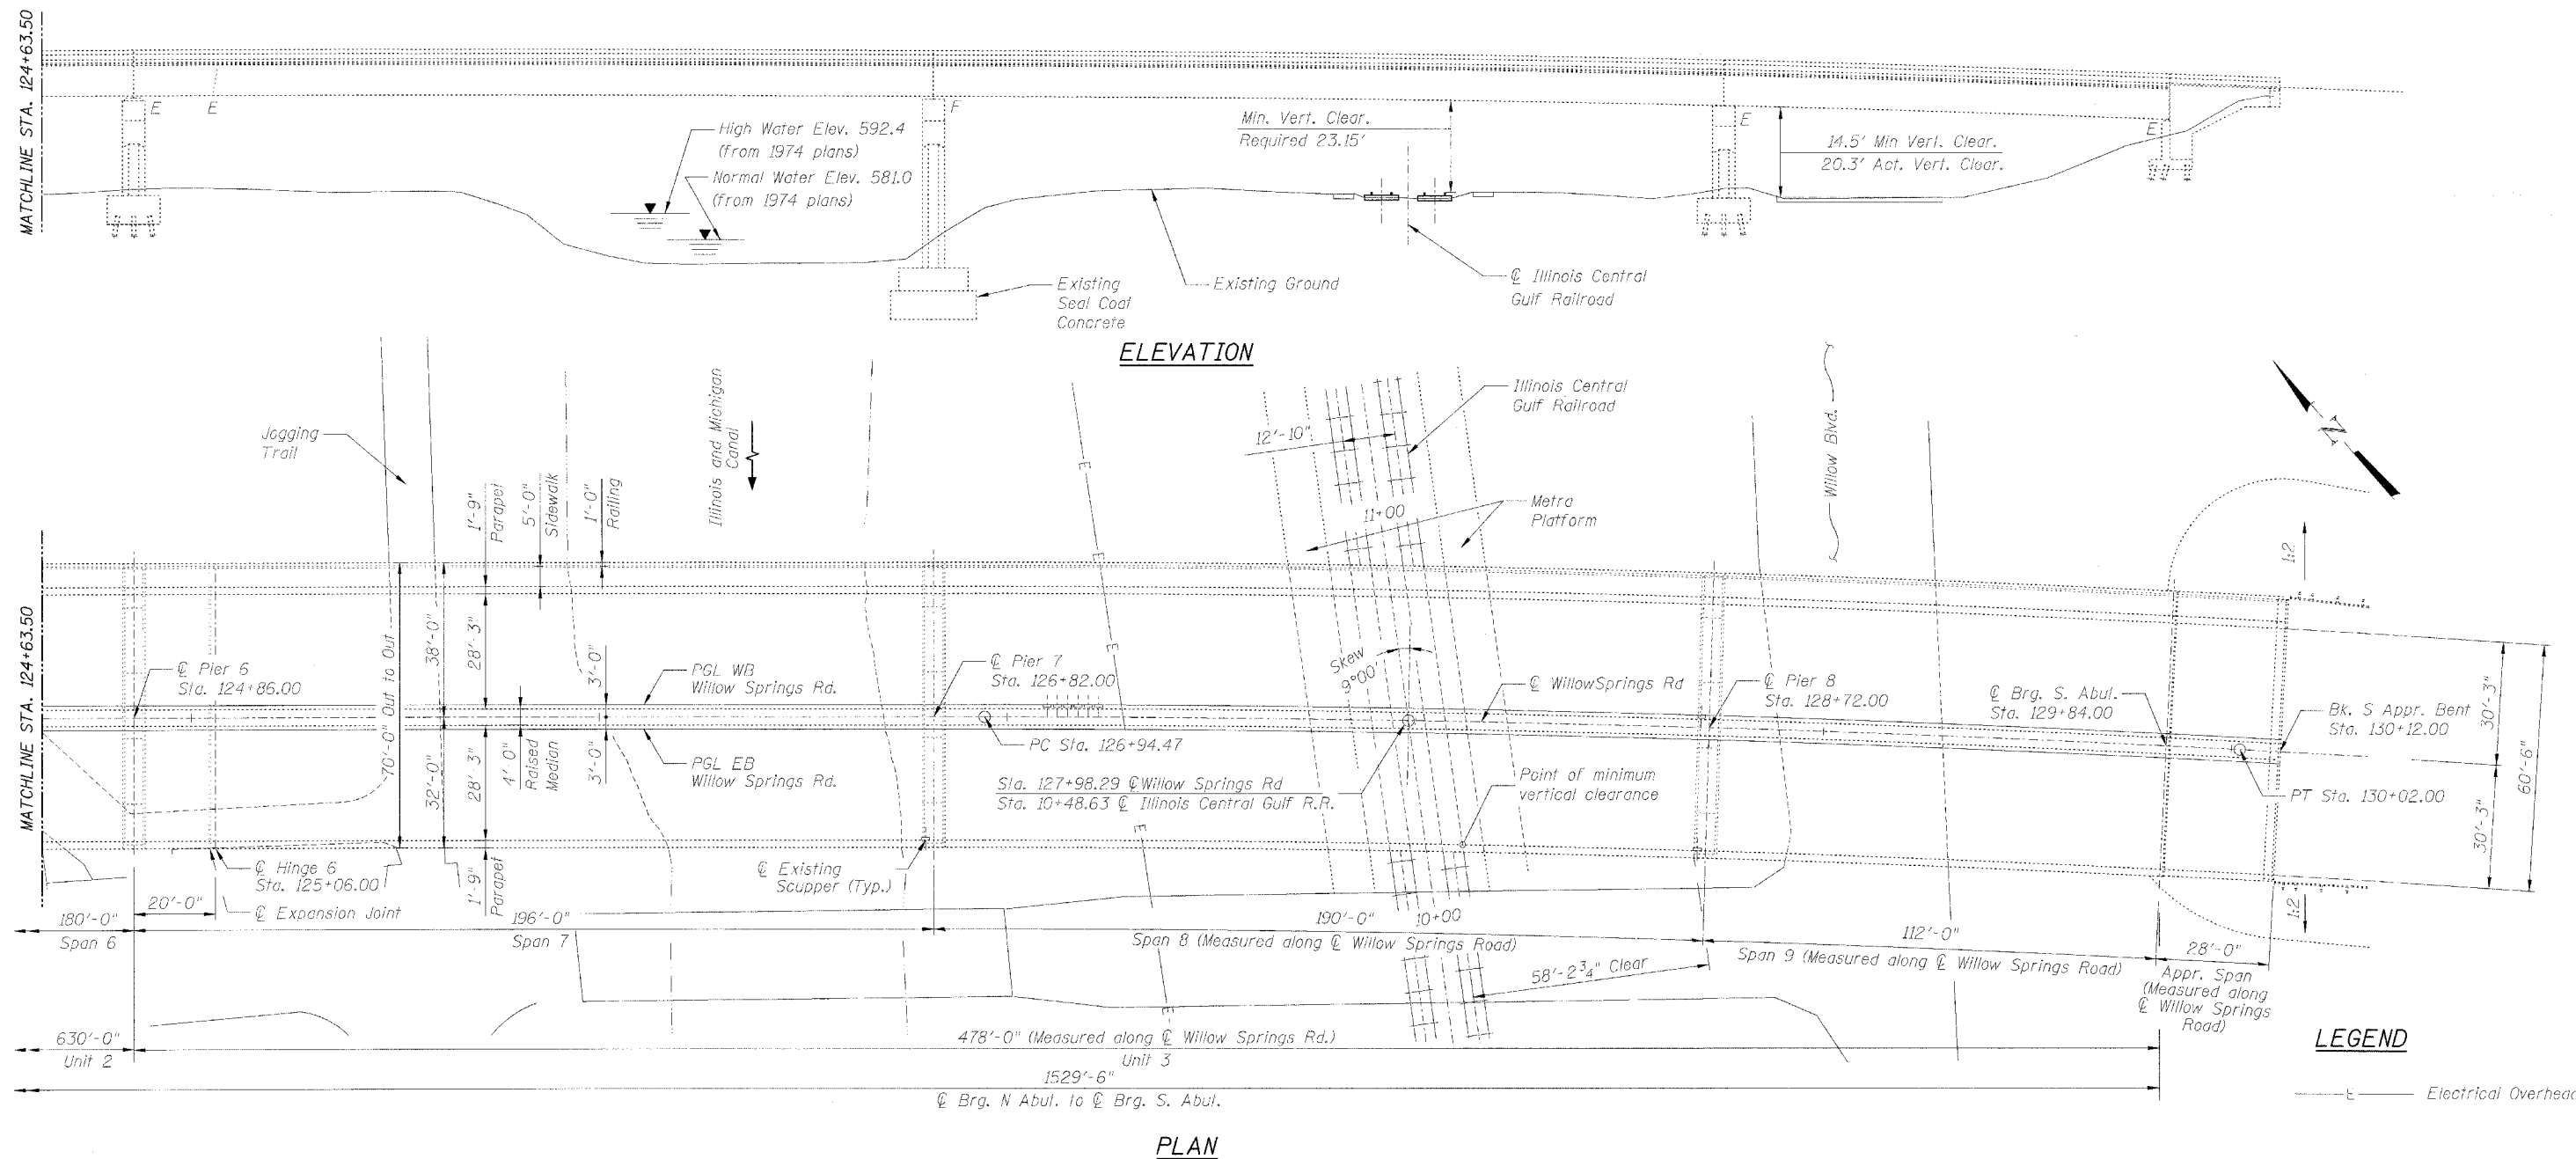 MATCHLINE STA. 124+63.50
E
E
F
E
E
High Water Elev. 592.4
(from 1974 plans)
Normal Water Elev. 581.0
(from 1974 plans)
Min. Vert. Clear.
Required 23.15'
14.5' Min Vert. Clear.
20.3' Act. Vert. Clear.
Existing
Seal Coat
Concrete
Existing Ground
℄ Illinois Central
Gulf Railroad
ELEVATION
Jogging
Trail
Illinois and Michigan
Canal
1'-9"
Parapet
5'-0"
Sidewalk
1'-0"
Railing
12'-10"
Illinois Central
Gulf Railroad
11+00
Metra
Platform
Willow Blvd.
N
1:2
MATCHLINE STA. 124+63.50
℄ Pier 6
Sta. 124+86.00
70'-0" Out to Out
38'-0"
32'-0"
28'-3"
28'-3"
4'-0"
Raised
Median
3'-0"
3'-0"
PGL WB
Willow Springs Rd.
PGL EB
Willow Springs Rd.
℄ Pier 7
Sta. 126+82.00
PC Sta. 126+94.47
E
E
E
E
E
Skew
9°00'
℄ WillowSprings Rd
℄ Pier 8
Sta. 128+72.00
℄ Brg. S. Abut.
Sta. 129+84.00
Bk. S Appr. Bent
Sta. 130+12.00
30'-3"
30'-3"
60'-6"
Sta. 127+98.29 ℄ Willow Springs Rd
Sta. 10+48.63 ℄ Illinois Central Gulf R.R.
Point of minimum
vertical clearance
PT Sta. 130+02.00
℄ Hinge 6
Sta. 125+06.00
℄ Expansion Joint
1'-9"
Parapet
℄ Existing
Scupper (Typ.)
1:2
180'-0"
Span 6
20'-0"
196'-0"
Span 7
190'-0"
10+00
Span 8 (Measured along ℄ Willow Springs Road)
58'-2¾" Clear
112'-0"
Span 9 (Measured along ℄ Willow Springs Road)
28'-0"
Appr. Span
(Measured along
℄ Willow Springs
Road)
630'-0"
Unit 2
478'-0" (Measured along ℄ Willow Springs Rd.)
Unit 3
1529'-6"
℄ Brg. N Abut. to ℄ Brg. S. Abut.
LEGEND
E
Electrical Overhead
PLAN